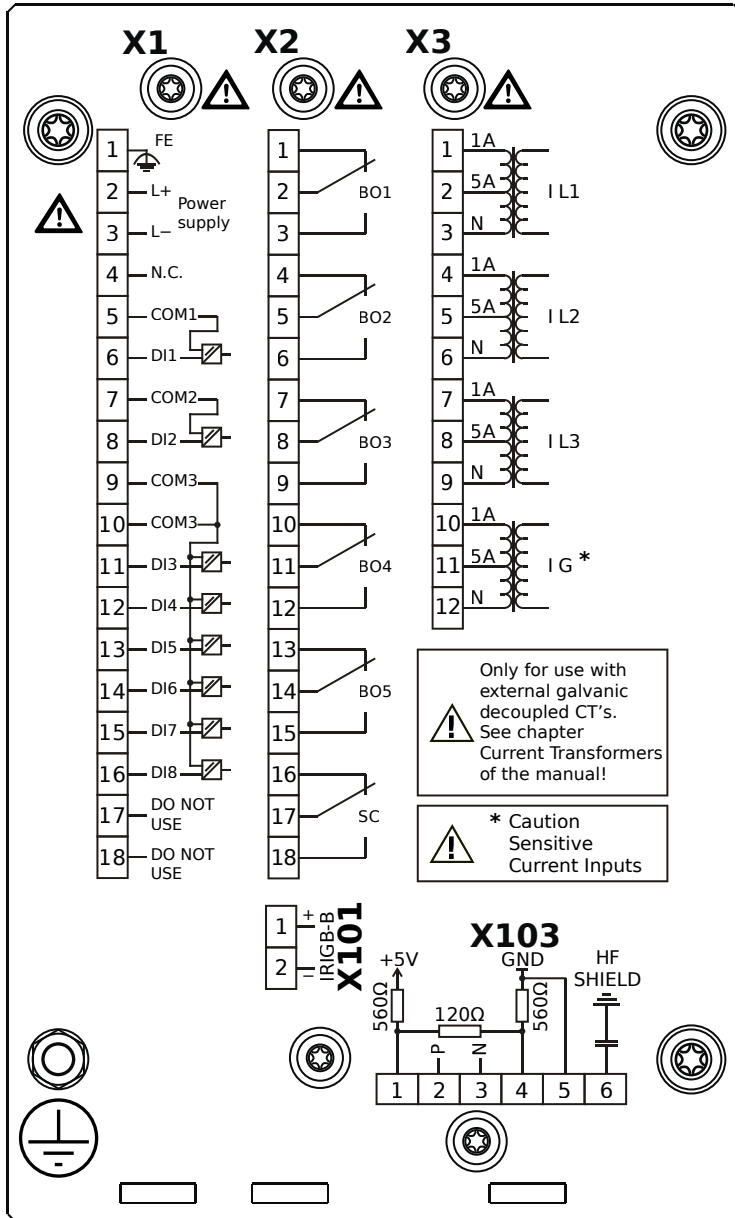 X1 X2 X3
1 FE
2 L+
Power
supply
3 L−
4 N.C.
5 COM1
6 DI1
7 COM2
8 DI2
9 COM3
10 COM3
11 DI3
12 DI4
13 DI5
14 DI6
15 DI7
16 DI8
17 DO NOT
USE
18 DO NOT
USE
1
2 BO1
3
4
5 BO2
6
7
8 BO3
9
10
11 BO4
12
13
14 BO5
15
16
17 SC
18
1 1A
2 5A I L1
3 N
4 1A
5 5A I L2
6 N
7 1A
8 5A I L3
9 N
10 1A
11 5A I G *
12 N
! Only for use with
external galvanic
decoupled CT's.
See chapter
Current Transformers
of the manual!
! * Caution
Sensitive
Current Inputs
1 +
2 −
IRIGB-B
X101
X103
+5V GND HF
SHIELD
560Ω 120Ω 560Ω
P N
1 2 3 4 5 6